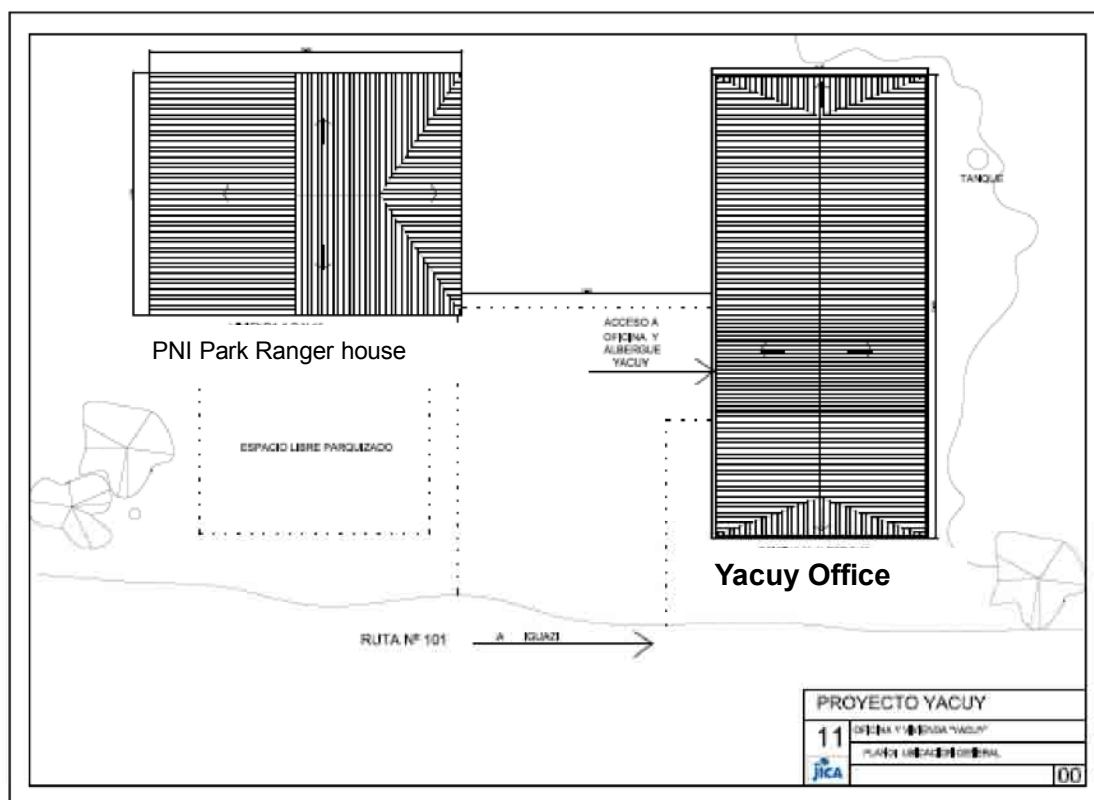 TANQUE
ACCESO A
OFICINA Y
ALBERGUE
YACUY
PNI Park Ranger house
ESPACIO LIBRE PARQUIZADO
Yacuy Office
RUTA Nº 101
A IGUAZI
PROYECTO YACUY
11
OFICINA Y VIVIENDA "YACUY"
PLANO: UBICACION GENERAL
jICA
00